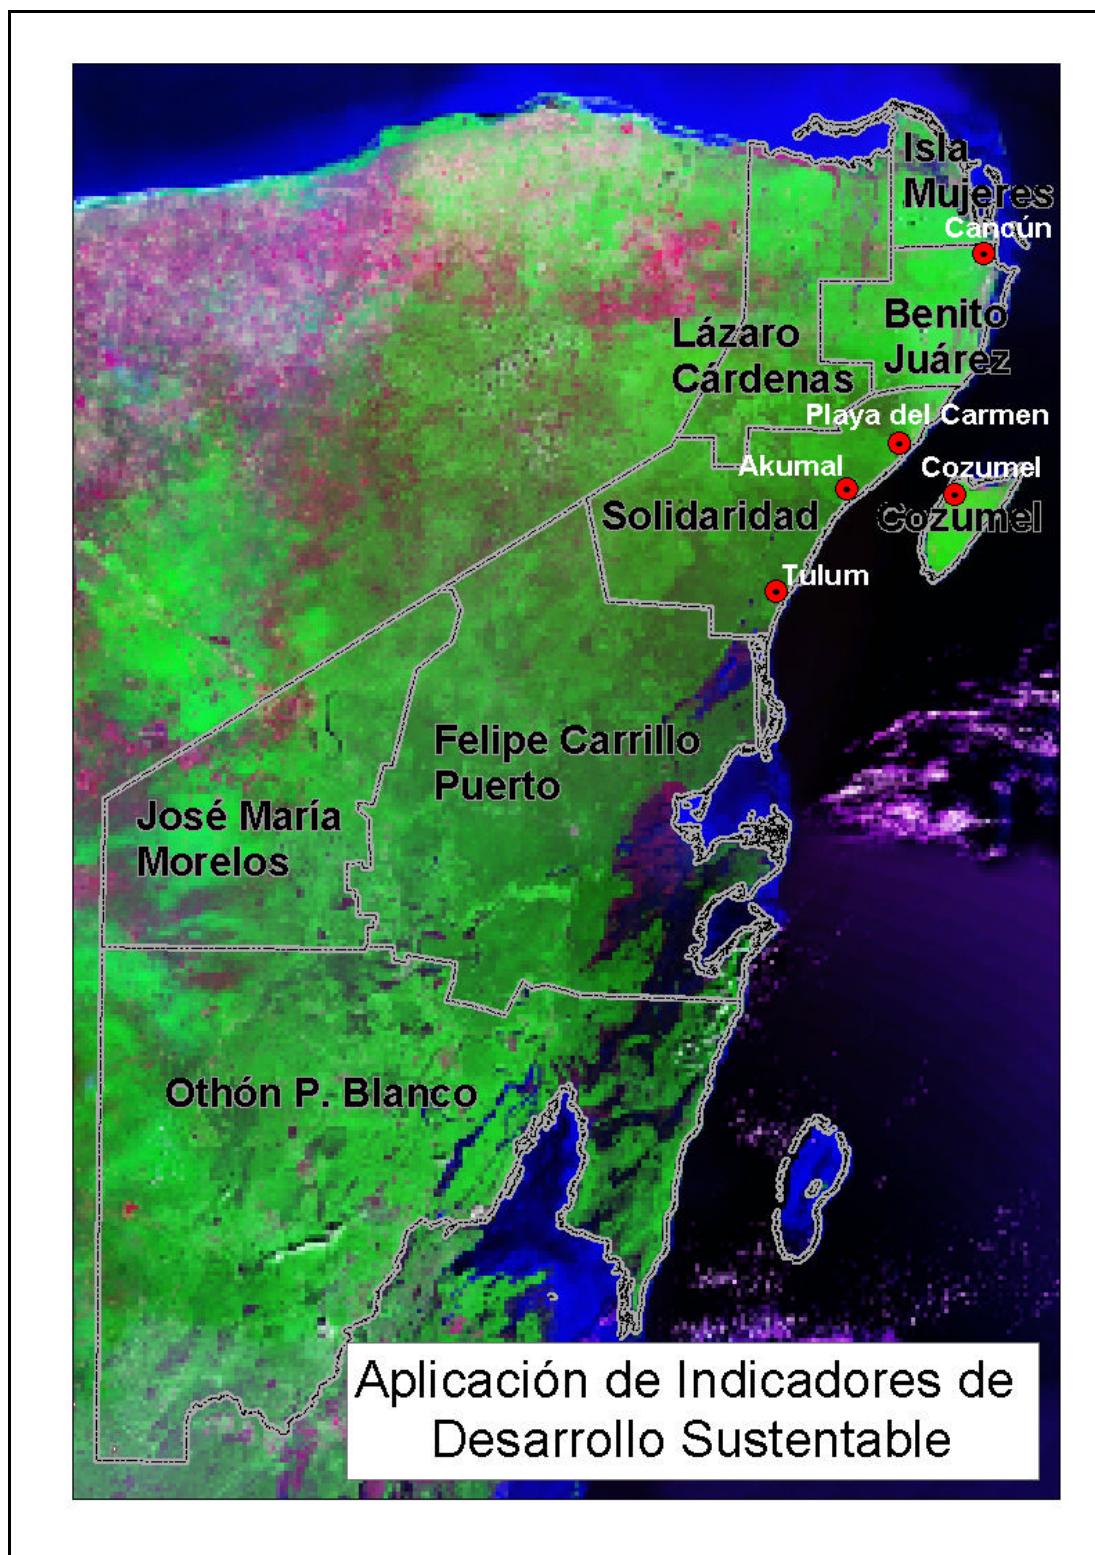 Isla
Mujeres
Cancún
Benito
Juárez
Lázaro
Cárdenas
Playa del Carmen
Akumal
Cozumel
Solidaridad
Cozumel
Tulum
Felipe Carrillo
Puerto
José María
Morelos
Othón P. Blanco
Aplicación de Indicadores de
Desarrollo Sustentable